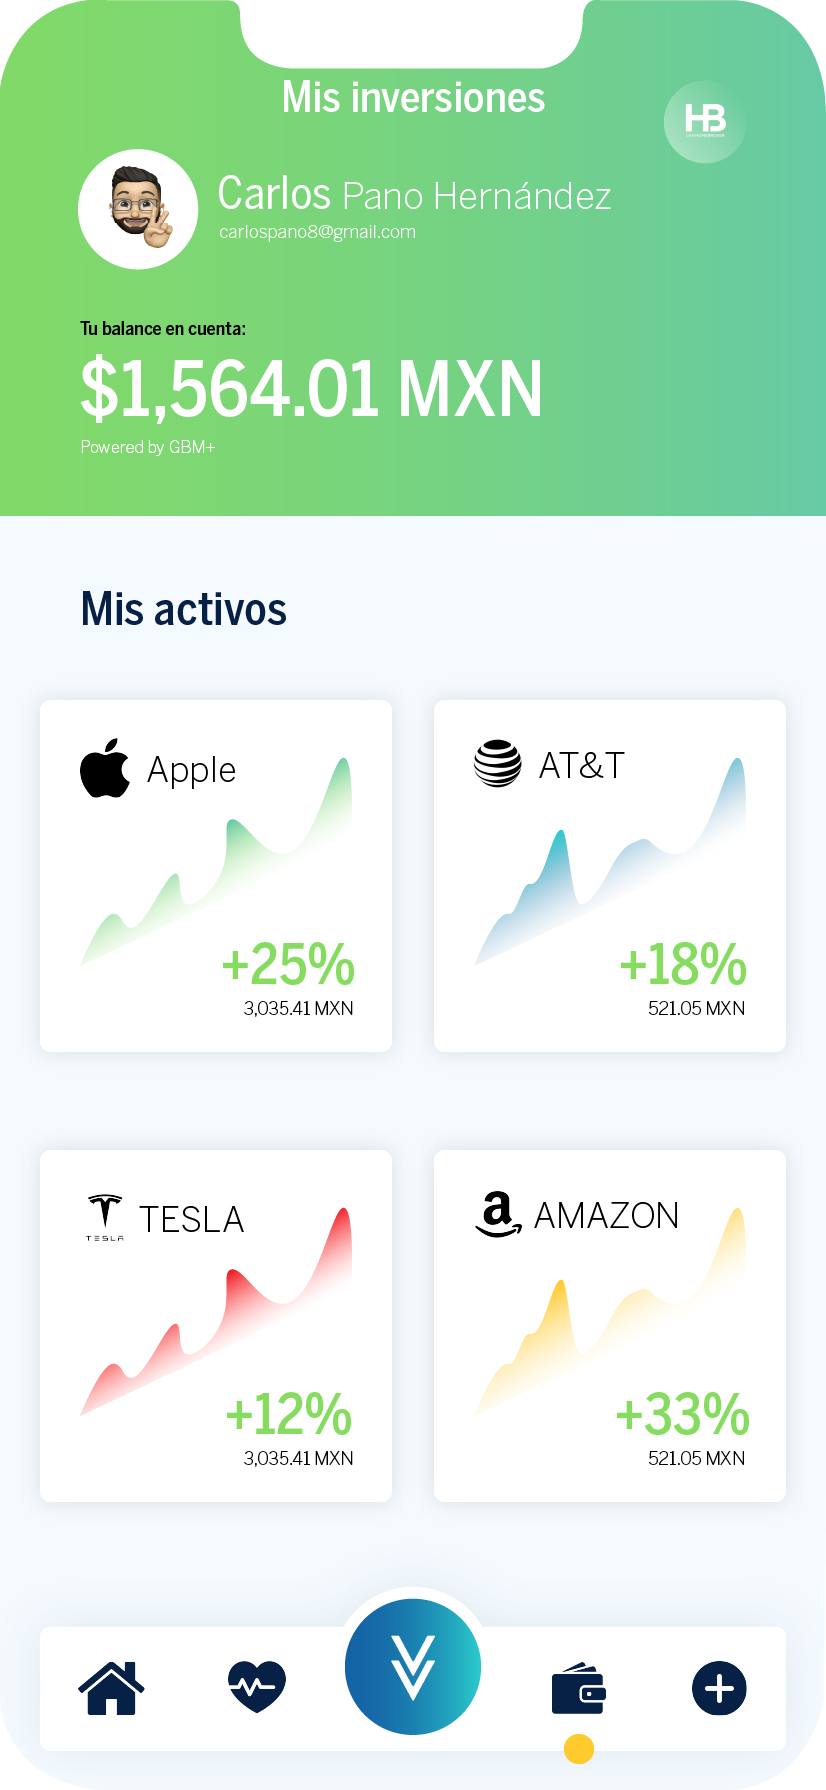 Mis inversiones
HB
Carlos Pano Hernández
carlospano8@gmail.com
Tu balance en cuenta:
$1,564.01 MXN
Powered by GBM+
Mis activos
Apple
+25%
3,035.41 MXN
AT&T
+18%
521.05 MXN
TESLA
TESLA
+12%
3,035.41 MXN
a
AMAZON
+33%
521.05 MXN